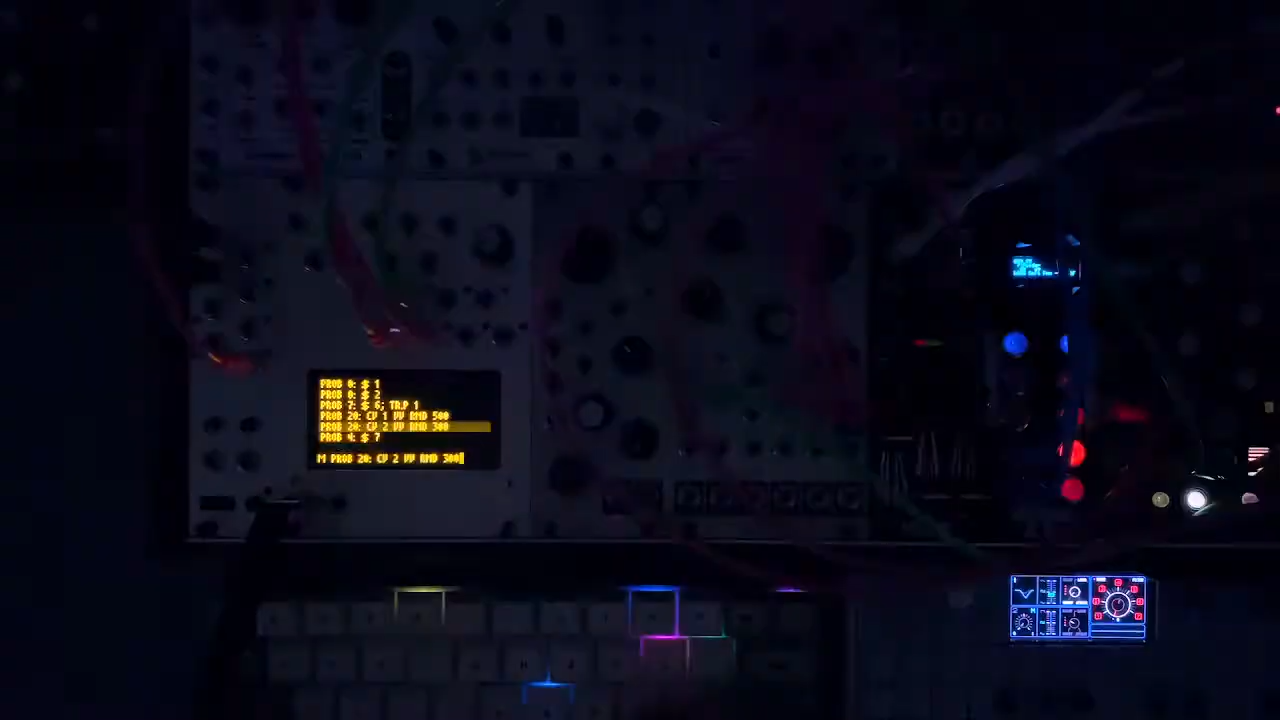 PROB 0: $ 1
PROB 0: $ 2
PROB 7: $ 6; TR.P 1
PROB 20: CV 1 VV RND 500
PROB 20: CV 2 VV RND 300
PROB 4: $ 7
M PROB 20: CV 2 VV RND 300